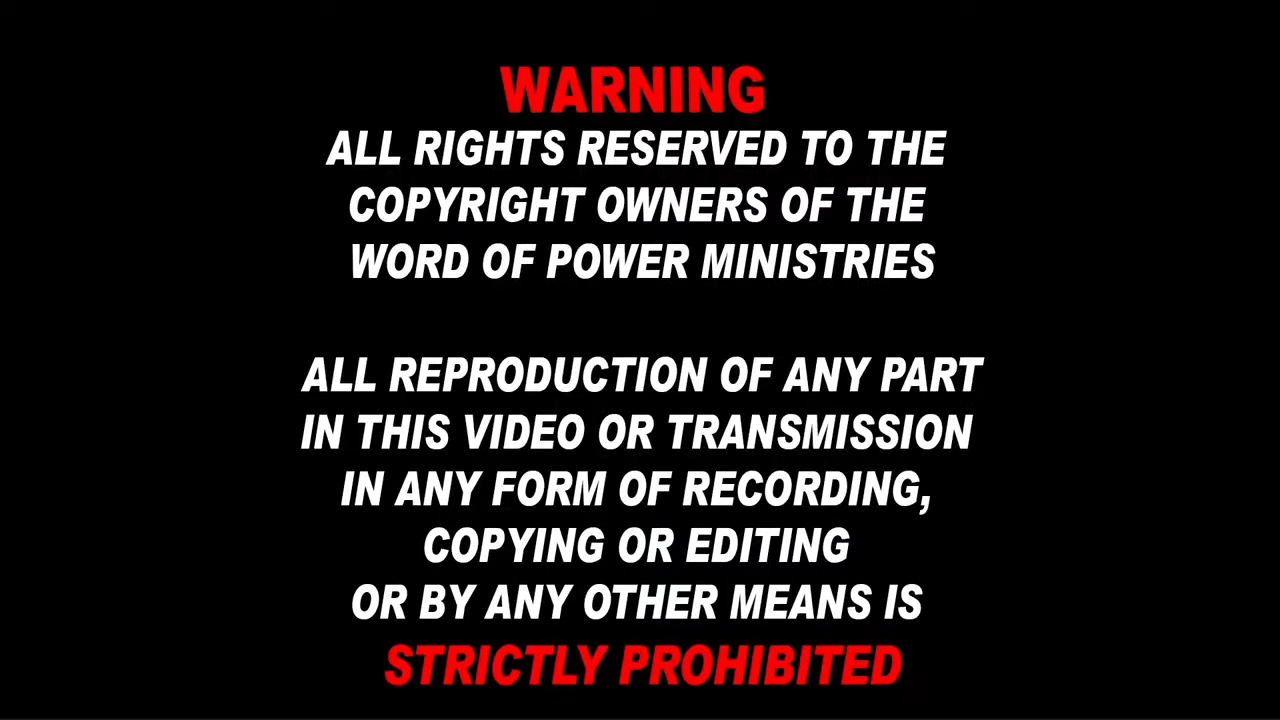 WARNING
ALL RIGHTS RESERVED TO THE
COPYRIGHT OWNERS OF THE
WORD OF POWER MINISTRIES
ALL REPRODUCTION OF ANY PART
IN THIS VIDEO OR TRANSMISSION
IN ANY FORM OF RECORDING,
COPYING OR EDITING
OR BY ANY OTHER MEANS IS
STRICTLY PROHIBITED